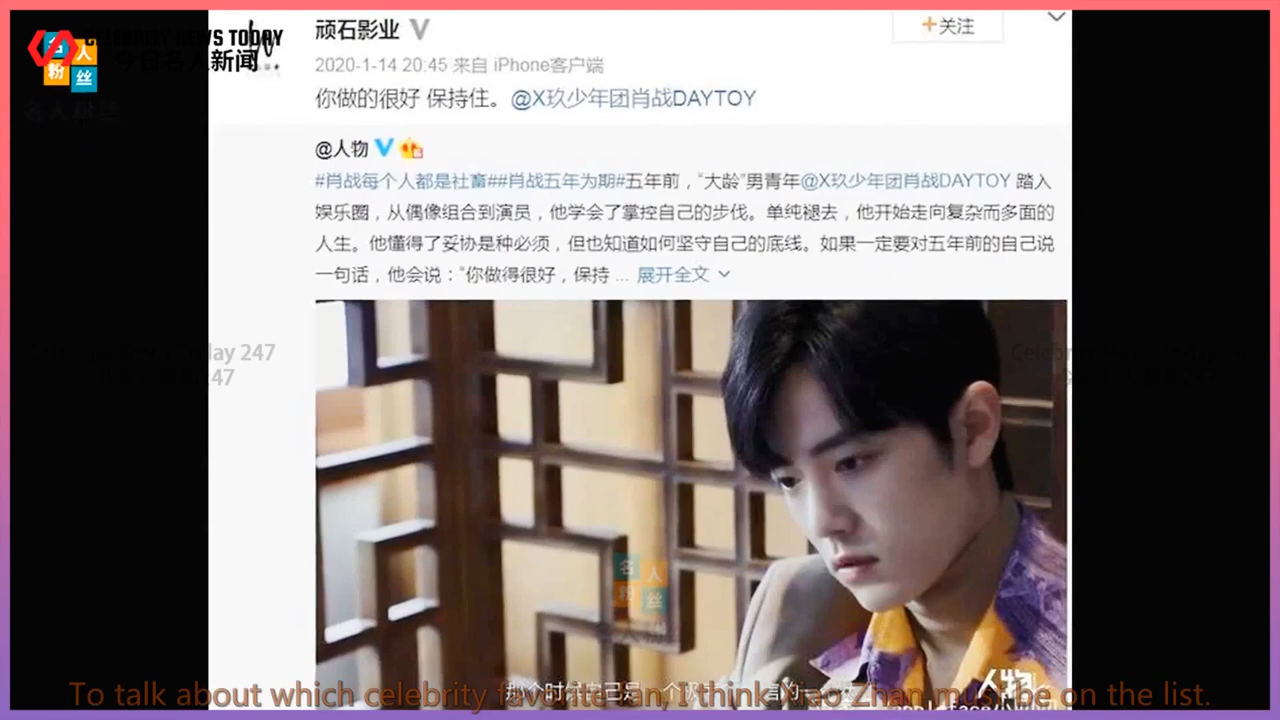 CELEBRITY NEWS TODAY
今日名人新闻
名人
粉丝
顽石影业
+关注
2020-1-14 20:45 来自 iPhone客户端
你做的很好 保持住。@X玖少年团肖战DAYTOY
@人物
#肖战每个人都是社畜##肖战五年为期#五年前，“大龄”男青年@X玖少年团肖战DAYTOY 踏入
娱乐圈，从偶像组合到演员，他学会了掌控自己的步伐。单纯褪去，他开始走向复杂而多面的
人生。他懂得了妥协是种必须，但也知道如何坚守自己的底线。如果一定要对五年前的自己说
一句话，他会说：“你做得很好，保持 ... 展开全文
名人
粉丝
人物
To talk about which celebrity favorite fan, I think Xiao Zhan must be on the list.